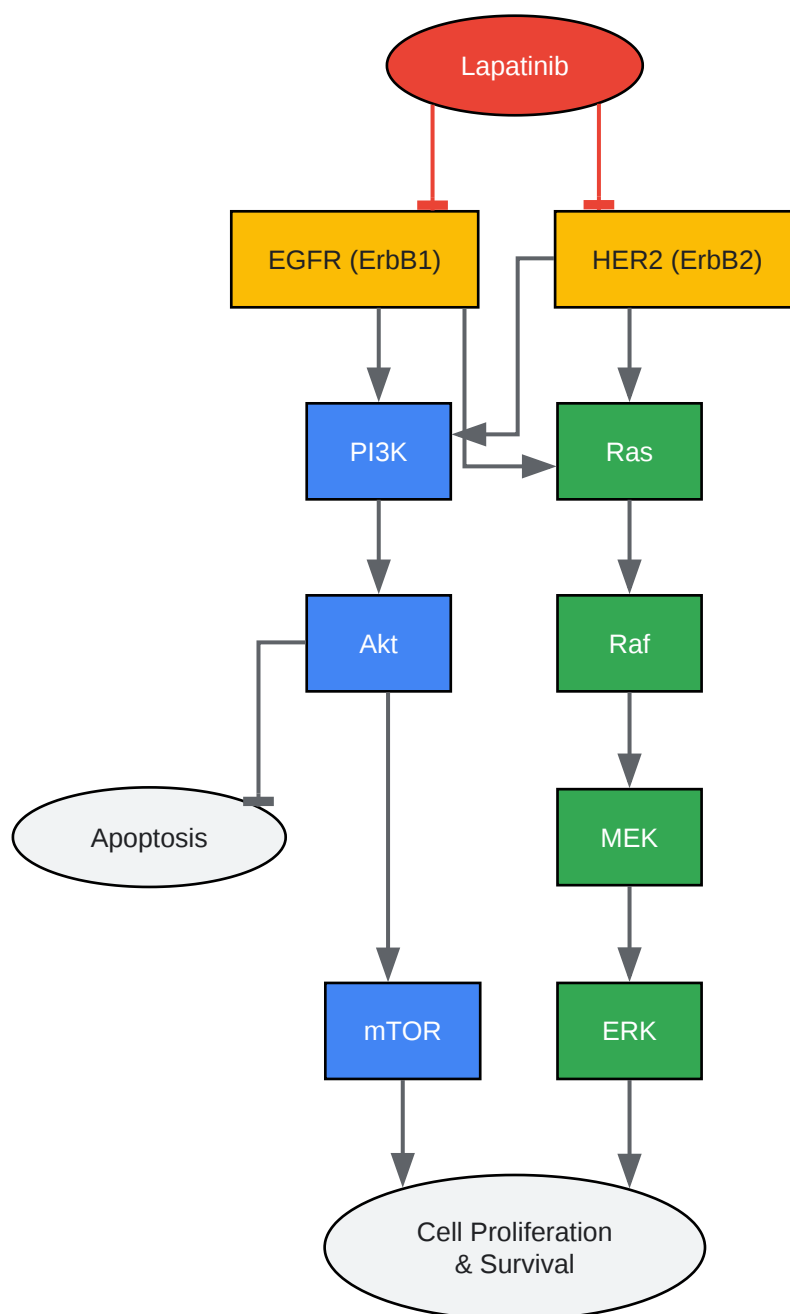 Lapatinib
EGFR (ErbB1)
HER2 (ErbB2)
PI3K
Ras
Akt
Raf
Apoptosis
MEK
mTOR
ERK
Cell Proliferation
& Survival